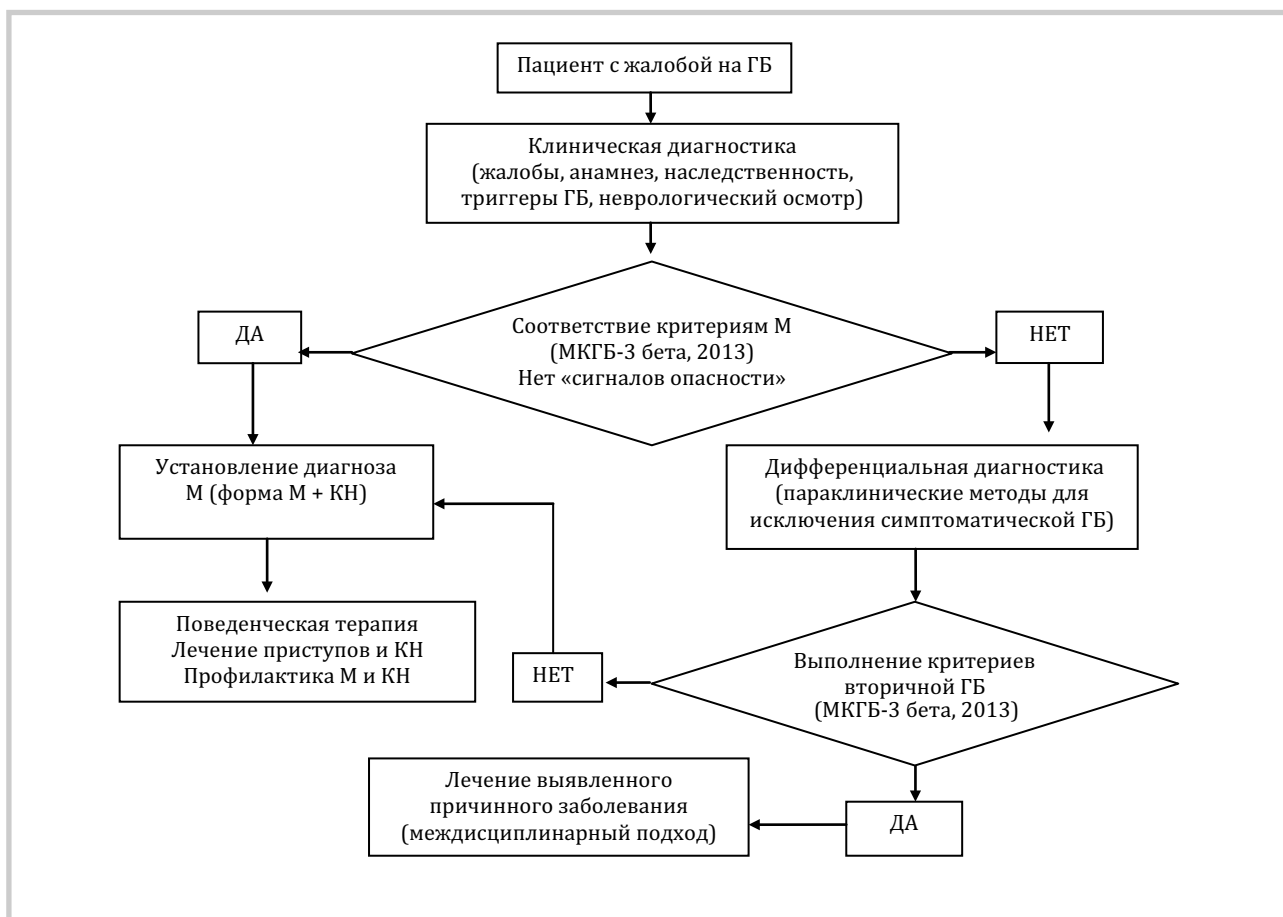 Пациент с жалобой на ГБ
Клиническая диагностика
(жалобы, анамнез, наследственность,
триггеры ГБ, неврологический осмотр)
ДА
Соответствие критериям М
(МКГБ-3 бета, 2013)
Нет «сигналов опасности»
НЕТ
Установление диагноза
М (форма М + КН)
Дифференциальная диагностика
(параклинические методы для
исключения симптоматической ГБ)
Поведенческая терапия
Лечение приступов и КН
Профилактика М и КН
НЕТ
Выполнение критериев
вторичной ГБ
(МКГБ-3 бета, 2013)
Лечение выявленного
причинного заболевания
(междисциплинарный подход)
ДА